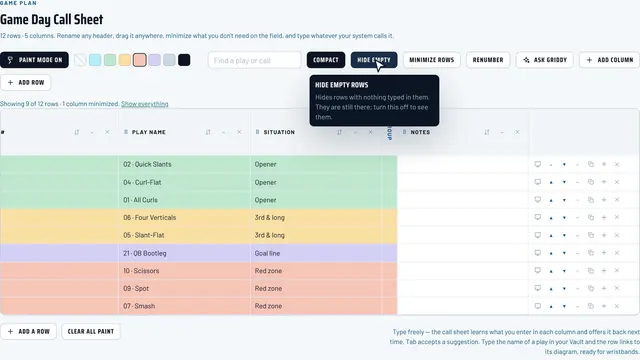 GAME PLAN
Game Day Call Sheet
12 rows · 5 columns. Rename any header, drag it anywhere, minimize what you don't need on the field, and type whatever your system calls it.
PAINT MODE ON
Find a play or call
COMPACT
HIDE EMPTY
MINIMIZE ROWS
RENUMBER
ASK GRIDDY
+ ADD COLUMN
+ ADD ROW
HIDE EMPTY ROWS
Hides rows with nothing typed in them.
They are still there; turn this off to see
them.
Showing 9 of 12 rows · 1 column minimized. Show everything
# PLAY NAME SITUATION NOTES
02 · Quick Slants Opener
04 · Curl-Flat Opener
01 · All Curls Opener
06 · Four Verticals 3rd & long
05 · Slant-Flat 3rd & long
21 · QB Bootleg Goal line
10 · Scissors Red zone
09 · Spot Red zone
07 · Smash Red zone
+ ADD A ROW
CLEAR ALL PAINT
Type freely — the call sheet learns what you enter in each column and offers it back next
time. Tab accepts a suggestion. Type the name of a play in your Vault and the row links to
its diagram, ready for wristbands.